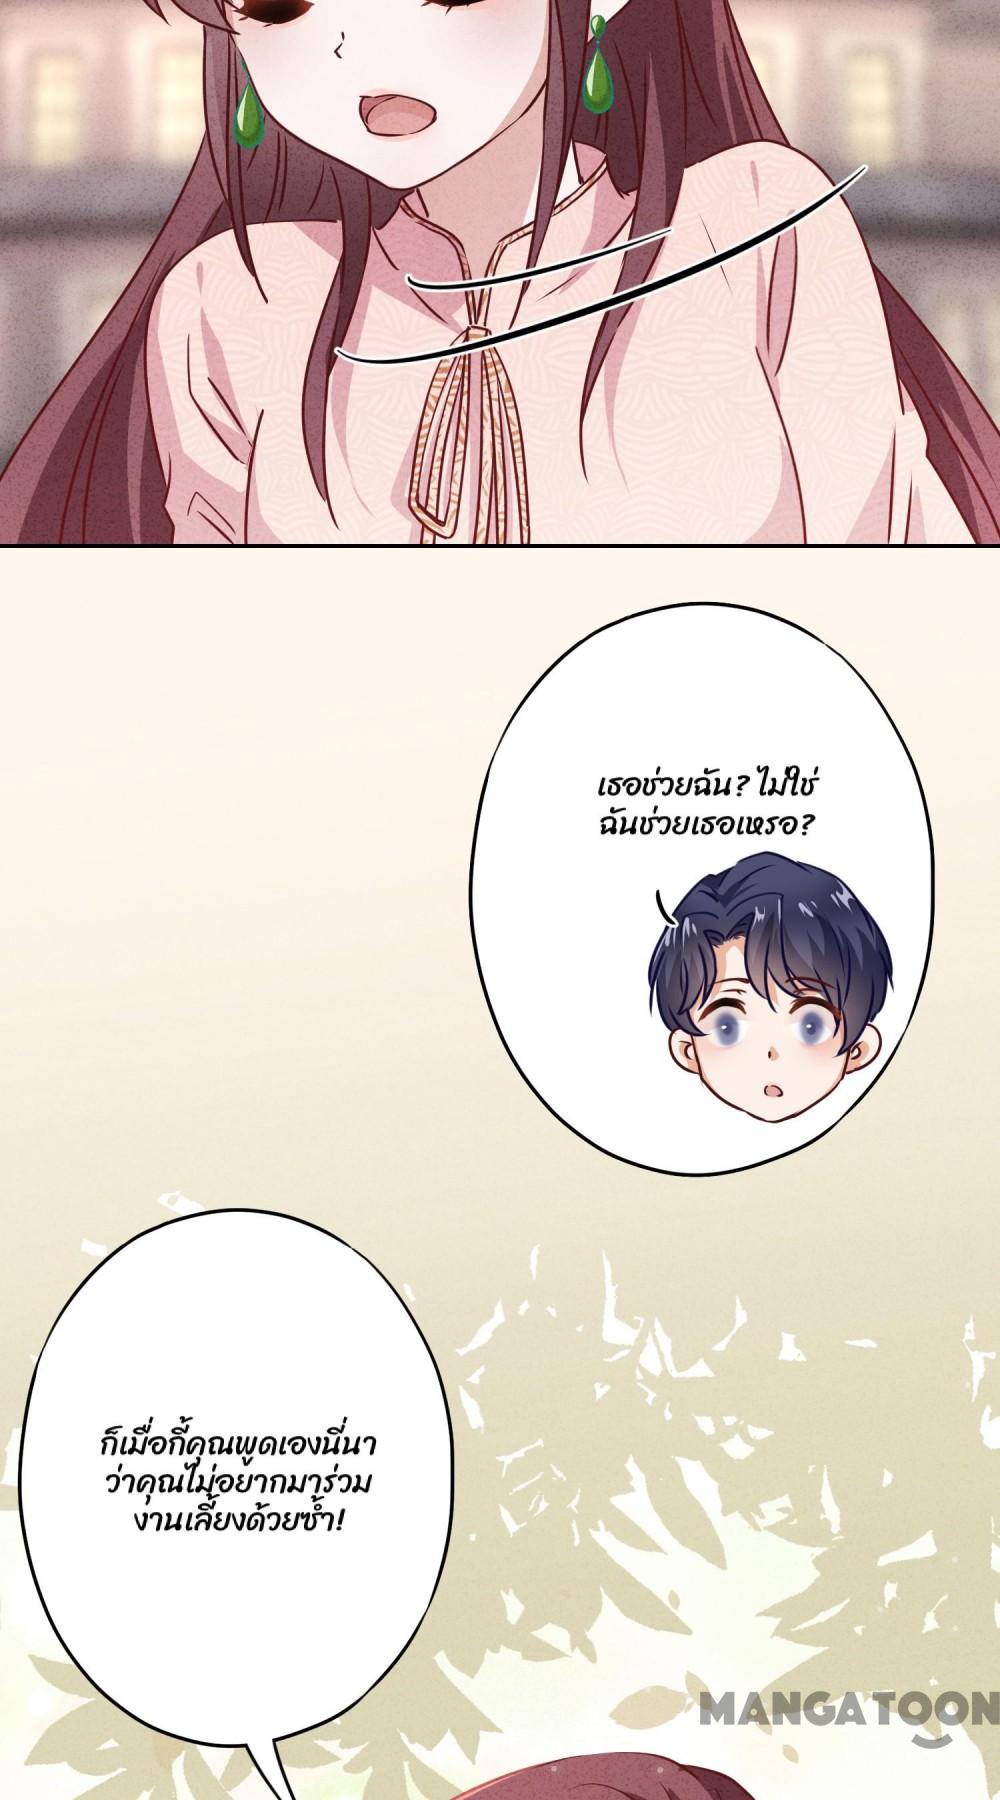 เธอช่วยฉัน? ไม่ใช่
ฉันช่วยเธอเหรอ?
ก็เมื่อกี้คุณพูดเองนี่นา
ว่าคุณไม่อยากมาร่วม
งานเลี้ยงด้วยซ้ำ!
MANGATOON